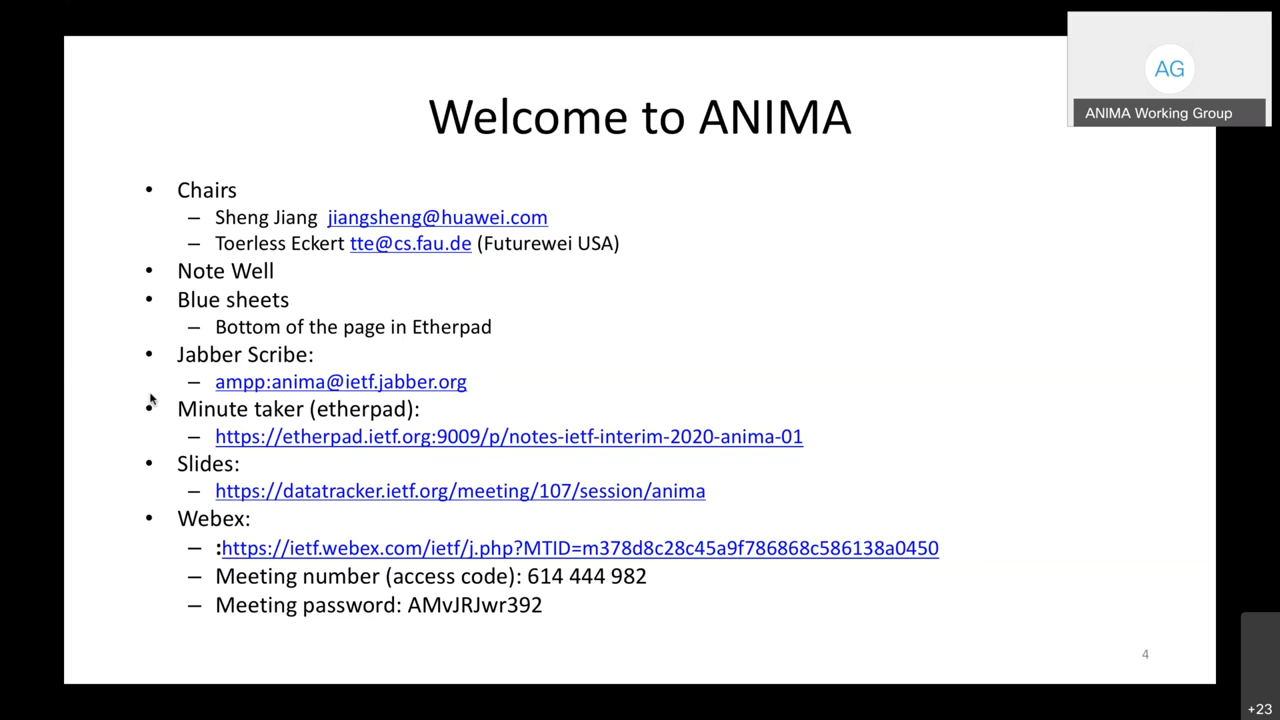 Welcome to ANIMA
AG
ANIMA Working Group
• Chairs
– Sheng Jiang jiangsheng@huawei.com
– Toerless Eckert tte@cs.fau.de (Futurewei USA)
• Note Well
• Blue sheets
– Bottom of the page in Etherpad
• Jabber Scribe:
– ampp:anima@ietf.jabber.org
• Minute taker (etherpad):
– https://etherpad.ietf.org:9009/p/notes-ietf-interim-2020-anima-01
• Slides:
– https://datatracker.ietf.org/meeting/107/session/anima
• Webex:
– :https://ietf.webex.com/ietf/j.php?MTID=m378d8c28c45a9f786868c586138a0450
– Meeting number (access code): 614 444 982
– Meeting password: AMvJRJwr392
4
+23